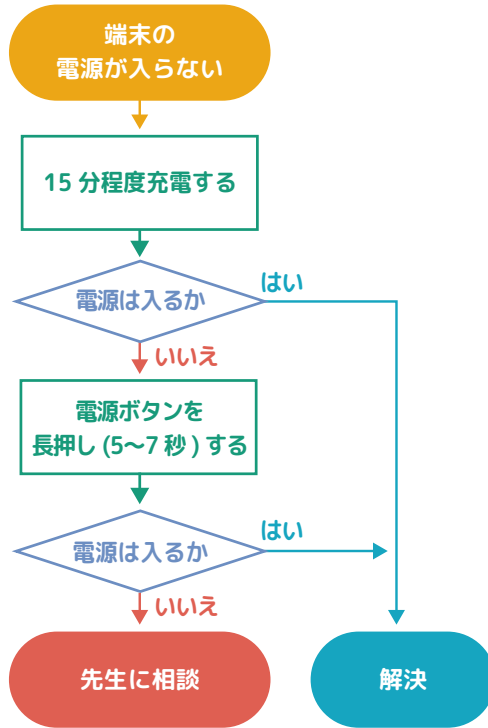 端末の
電源が入らない
15 分程度充電する
電源は入るか
はい
いいえ
電源ボタンを
長押し (5〜7 秒 ) する
電源は入るか
はい
いいえ
先生に相談
解決